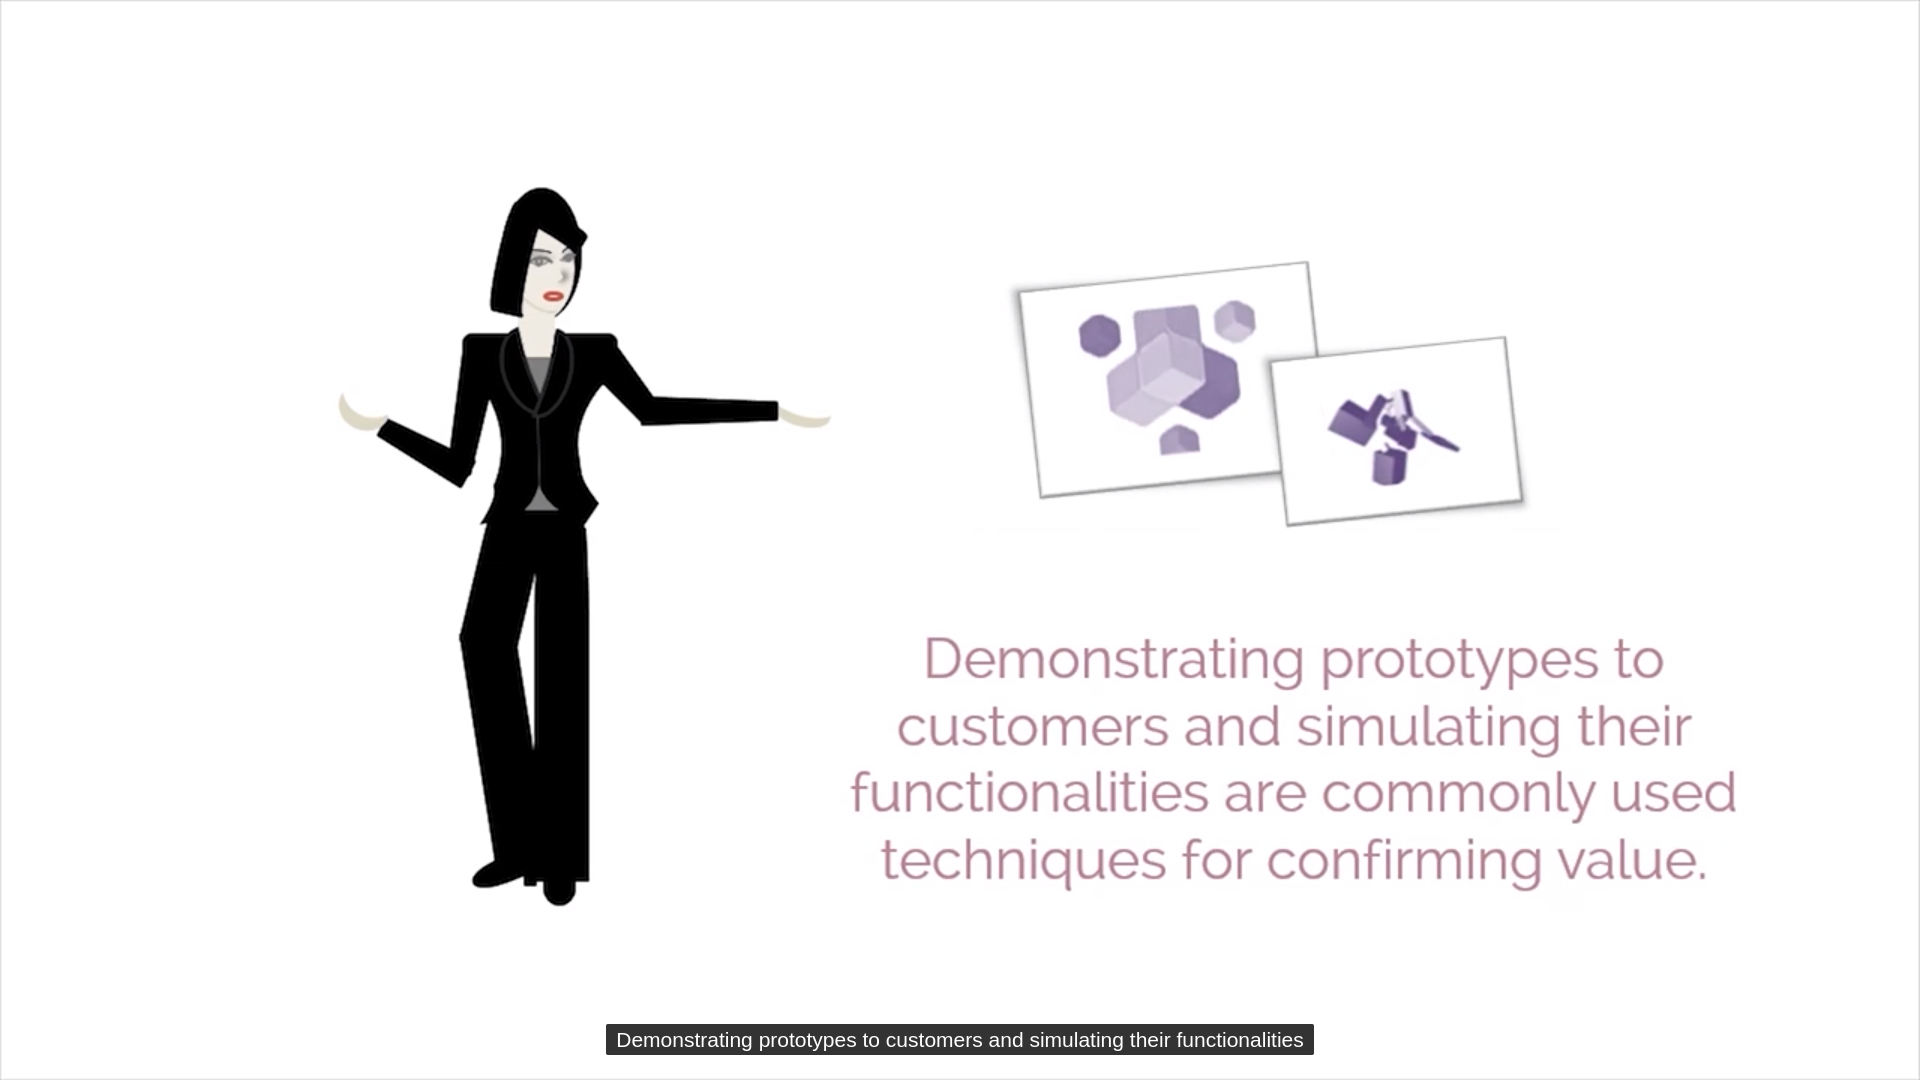 Demonstrating prototypes to
customers and simulating their
functionalities are commonly used
techniques for confirming value.
Demonstrating prototypes to customers and simulating their functionalities